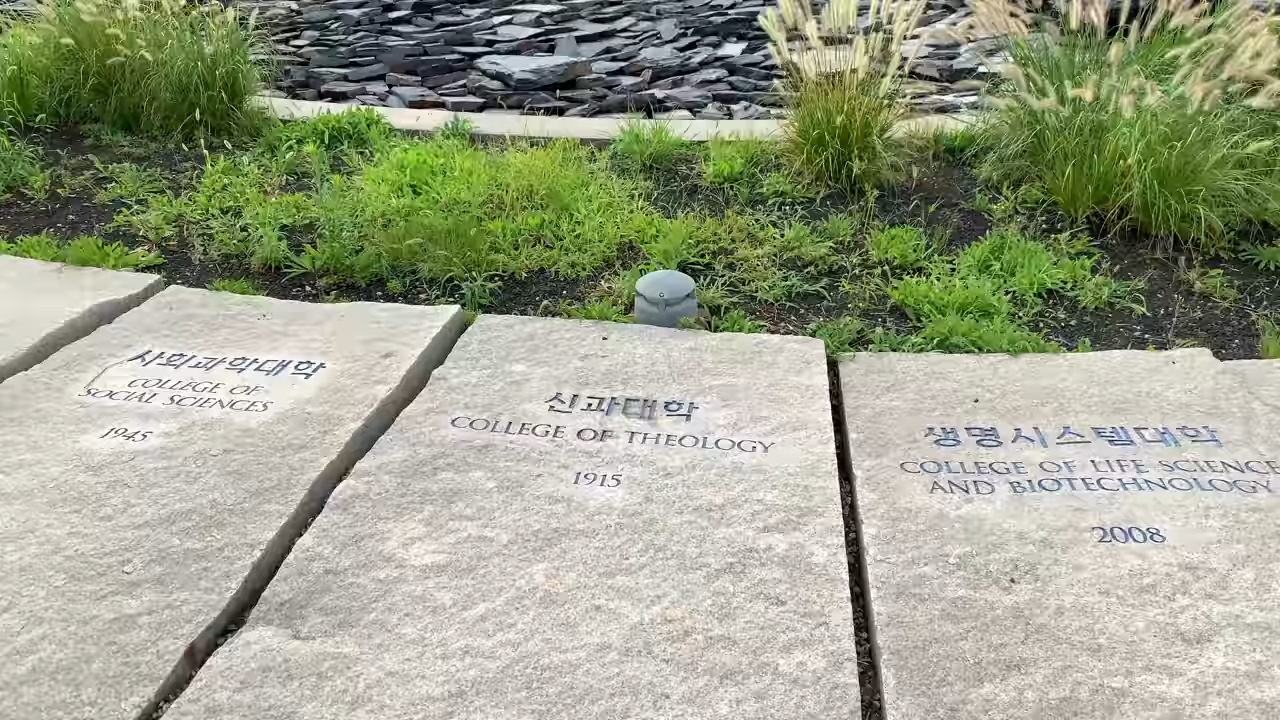 사회과학대학
COLLEGE OF
SOCIAL SCIENCES
1945
신과대학
COLLEGE OF THEOLOGY
1915
생명시스템대학
COLLEGE OF LIFE SCIENCE
AND BIOTECHNOLOGY
2008